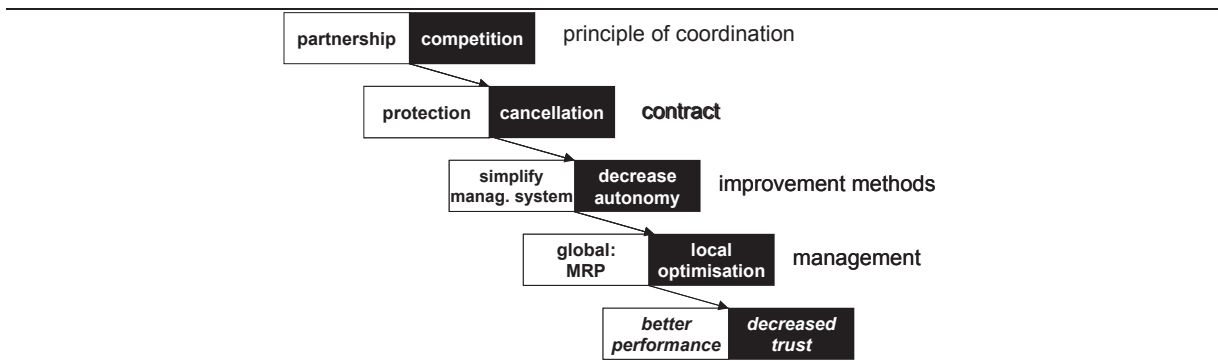 partnership competition principle of coordination
protection cancellation contract
simplify decrease
manag. system autonomy improvement methods
global: local
MRP optimisation management
better decreased
performance trust